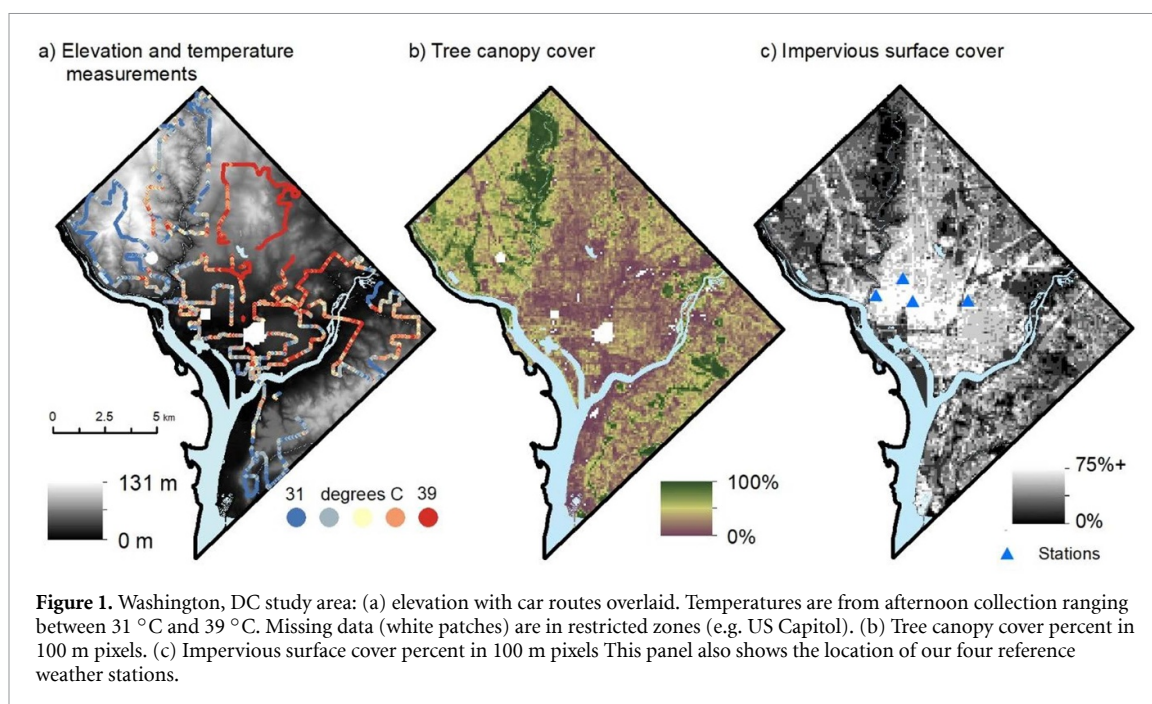 a) Elevation and temperature
measurements
b) Tree canopy cover
c) Impervious surface cover
0 2.5 5 km
131 m
0 m
31 degrees C 39
100%
0%
75%+
0%
Stations
Figure 1. Washington, DC study area: (a) elevation with car routes overlaid. Temperatures are from afternoon collection ranging
between 31 °C and 39 °C. Missing data (white patches) are in restricted zones (e.g. US Capitol). (b) Tree canopy cover percent in
100 m pixels. (c) Impervious surface cover percent in 100 m pixels This panel also shows the location of our four reference
weather stations.